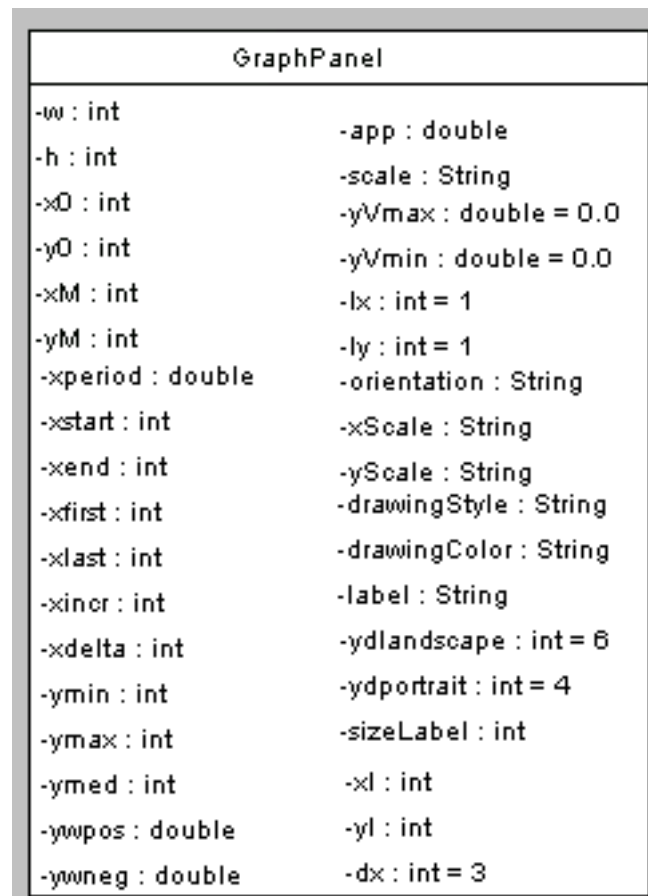 GraphPanel
-w : int
-h : int
-x0 : int
-y0 : int
-xM : int
-yM : int
-xperiod : double
-xstart : int
-xend : int
-xfirst : int
-xlast : int
-xincr : int
-xdelta : int
-ymin : int
-ymax : int
-ymed : int
-ywpos : double
-ywneg : double
-app : double
-scale : String
-yVmax : double = 0.0
-yVmin : double = 0.0
-lx : int = 1
-ly : int = 1
-orientation : String
-xScale : String
-yScale : String
-drawingStyle : String
-drawingColor : String
-label : String
-ydlandscape : int = 6
-ydportrait : int = 4
-sizeLabel : int
-xl : int
-yl : int
-dx : int = 3